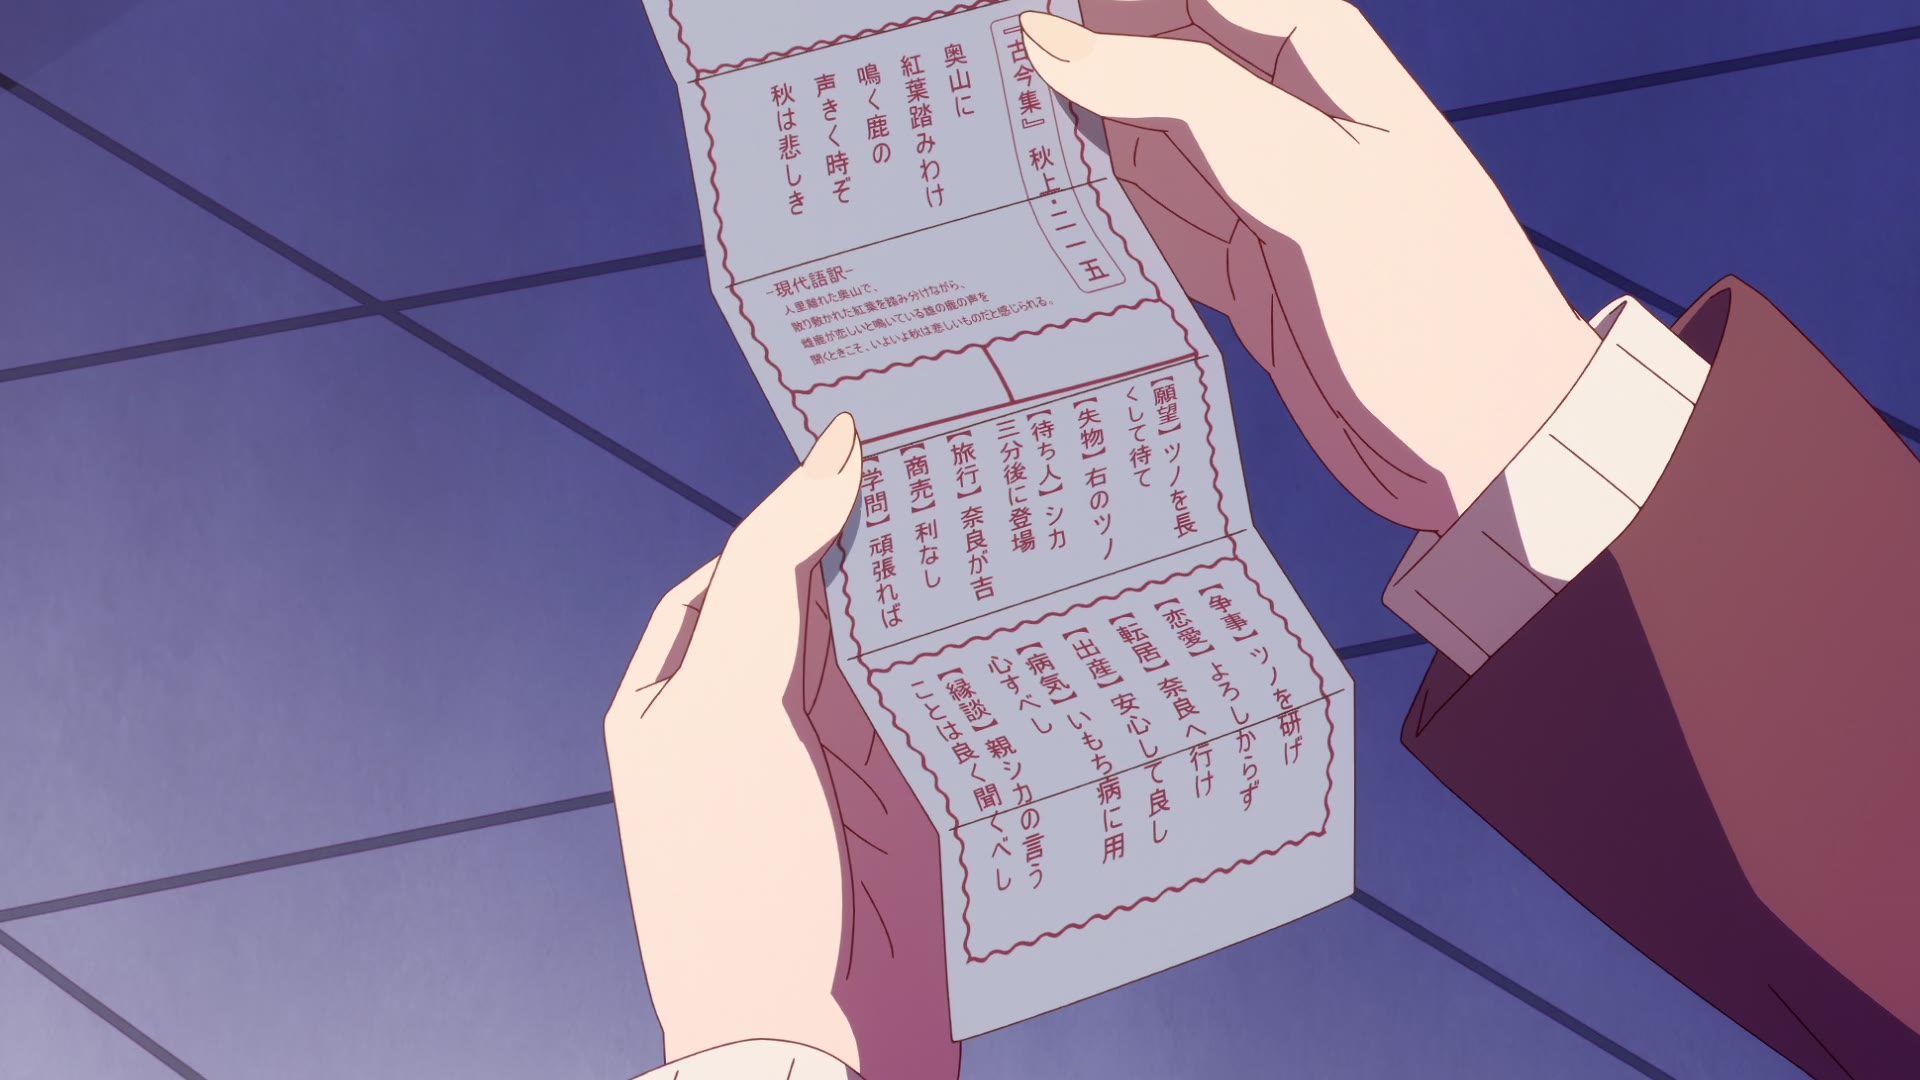 『古今集』 秋上・二一五
奥山に
紅葉踏みわけ
鳴く鹿の
声きく時ぞ
秋は悲しき
−現代語訳−
人里離れた奥山で、
散り敷かれた紅葉を踏み分けながら、
雌鹿が恋しいと鳴いている雄の鹿の声を
聞くときこそ、いよいよ秋は悲しいものだと感じられる。
【願望】ツノを長
くして待て
【失物】右のツノ
【待ち人】シカ
三分後に登場
【旅行】奈良が吉
【商売】利なし
【学問】頑張れば
【争事】ツノを研げ
【恋愛】よろしからず
【転居】奈良へ行け
【出産】安心して良し
【病気】いもち病に用
心すべし
【縁談】親シカの言う
ことは良く聞くべし